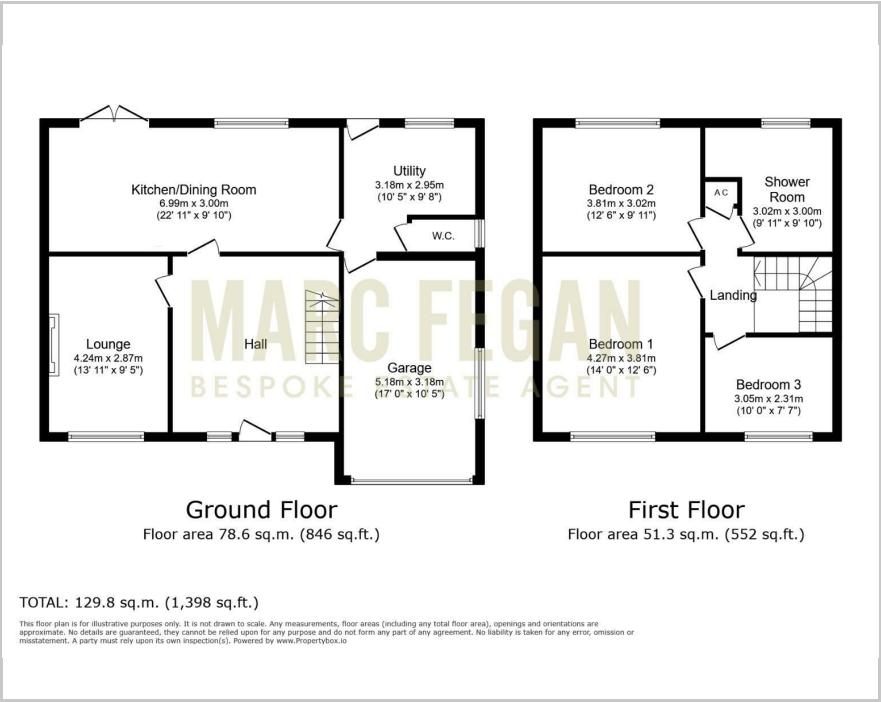 Kitchen/Dining Room
6.99m x 3.00m
(22' 11" x 9' 10")
Utility
3.18m x 2.95m
(10' 5" x 9' 8")
W.C.
Lounge
4.24m x 2.87m
(13' 11" x 9' 5")
Hall
Garage
5.18m x 3.18m
(17' 0" x 10' 5")
Bedroom 2
3.81m x 3.02m
(12' 6" x 9' 11")
A C
Shower
Room
3.02m x 3.00m
(9' 11" x 9' 10")
Landing
Bedroom 1
4.27m x 3.81m
(14' 0" x 12' 6")
Bedroom 3
3.05m x 2.31m
(10' 0" x 7' 7")
MARC FEGAN
BESPOKE ESTATE AGENT
Ground Floor
Floor area 78.6 sq.m. (846 sq.ft.)
First Floor
Floor area 51.3 sq.m. (552 sq.ft.)
TOTAL: 129.8 sq.m. (1,398 sq.ft.)
This floor plan is for illustrative purposes only. It is not drawn to scale. Any measurements, floor areas (including any total floor area), openings and orientations are
approximate. No details are guaranteed, they cannot be relied upon for any purpose and do not form any part of any agreement. No liability is taken for any error, omission or
misstatement. A party must rely upon its own inspection(s). Powered by www.Propertybox.io